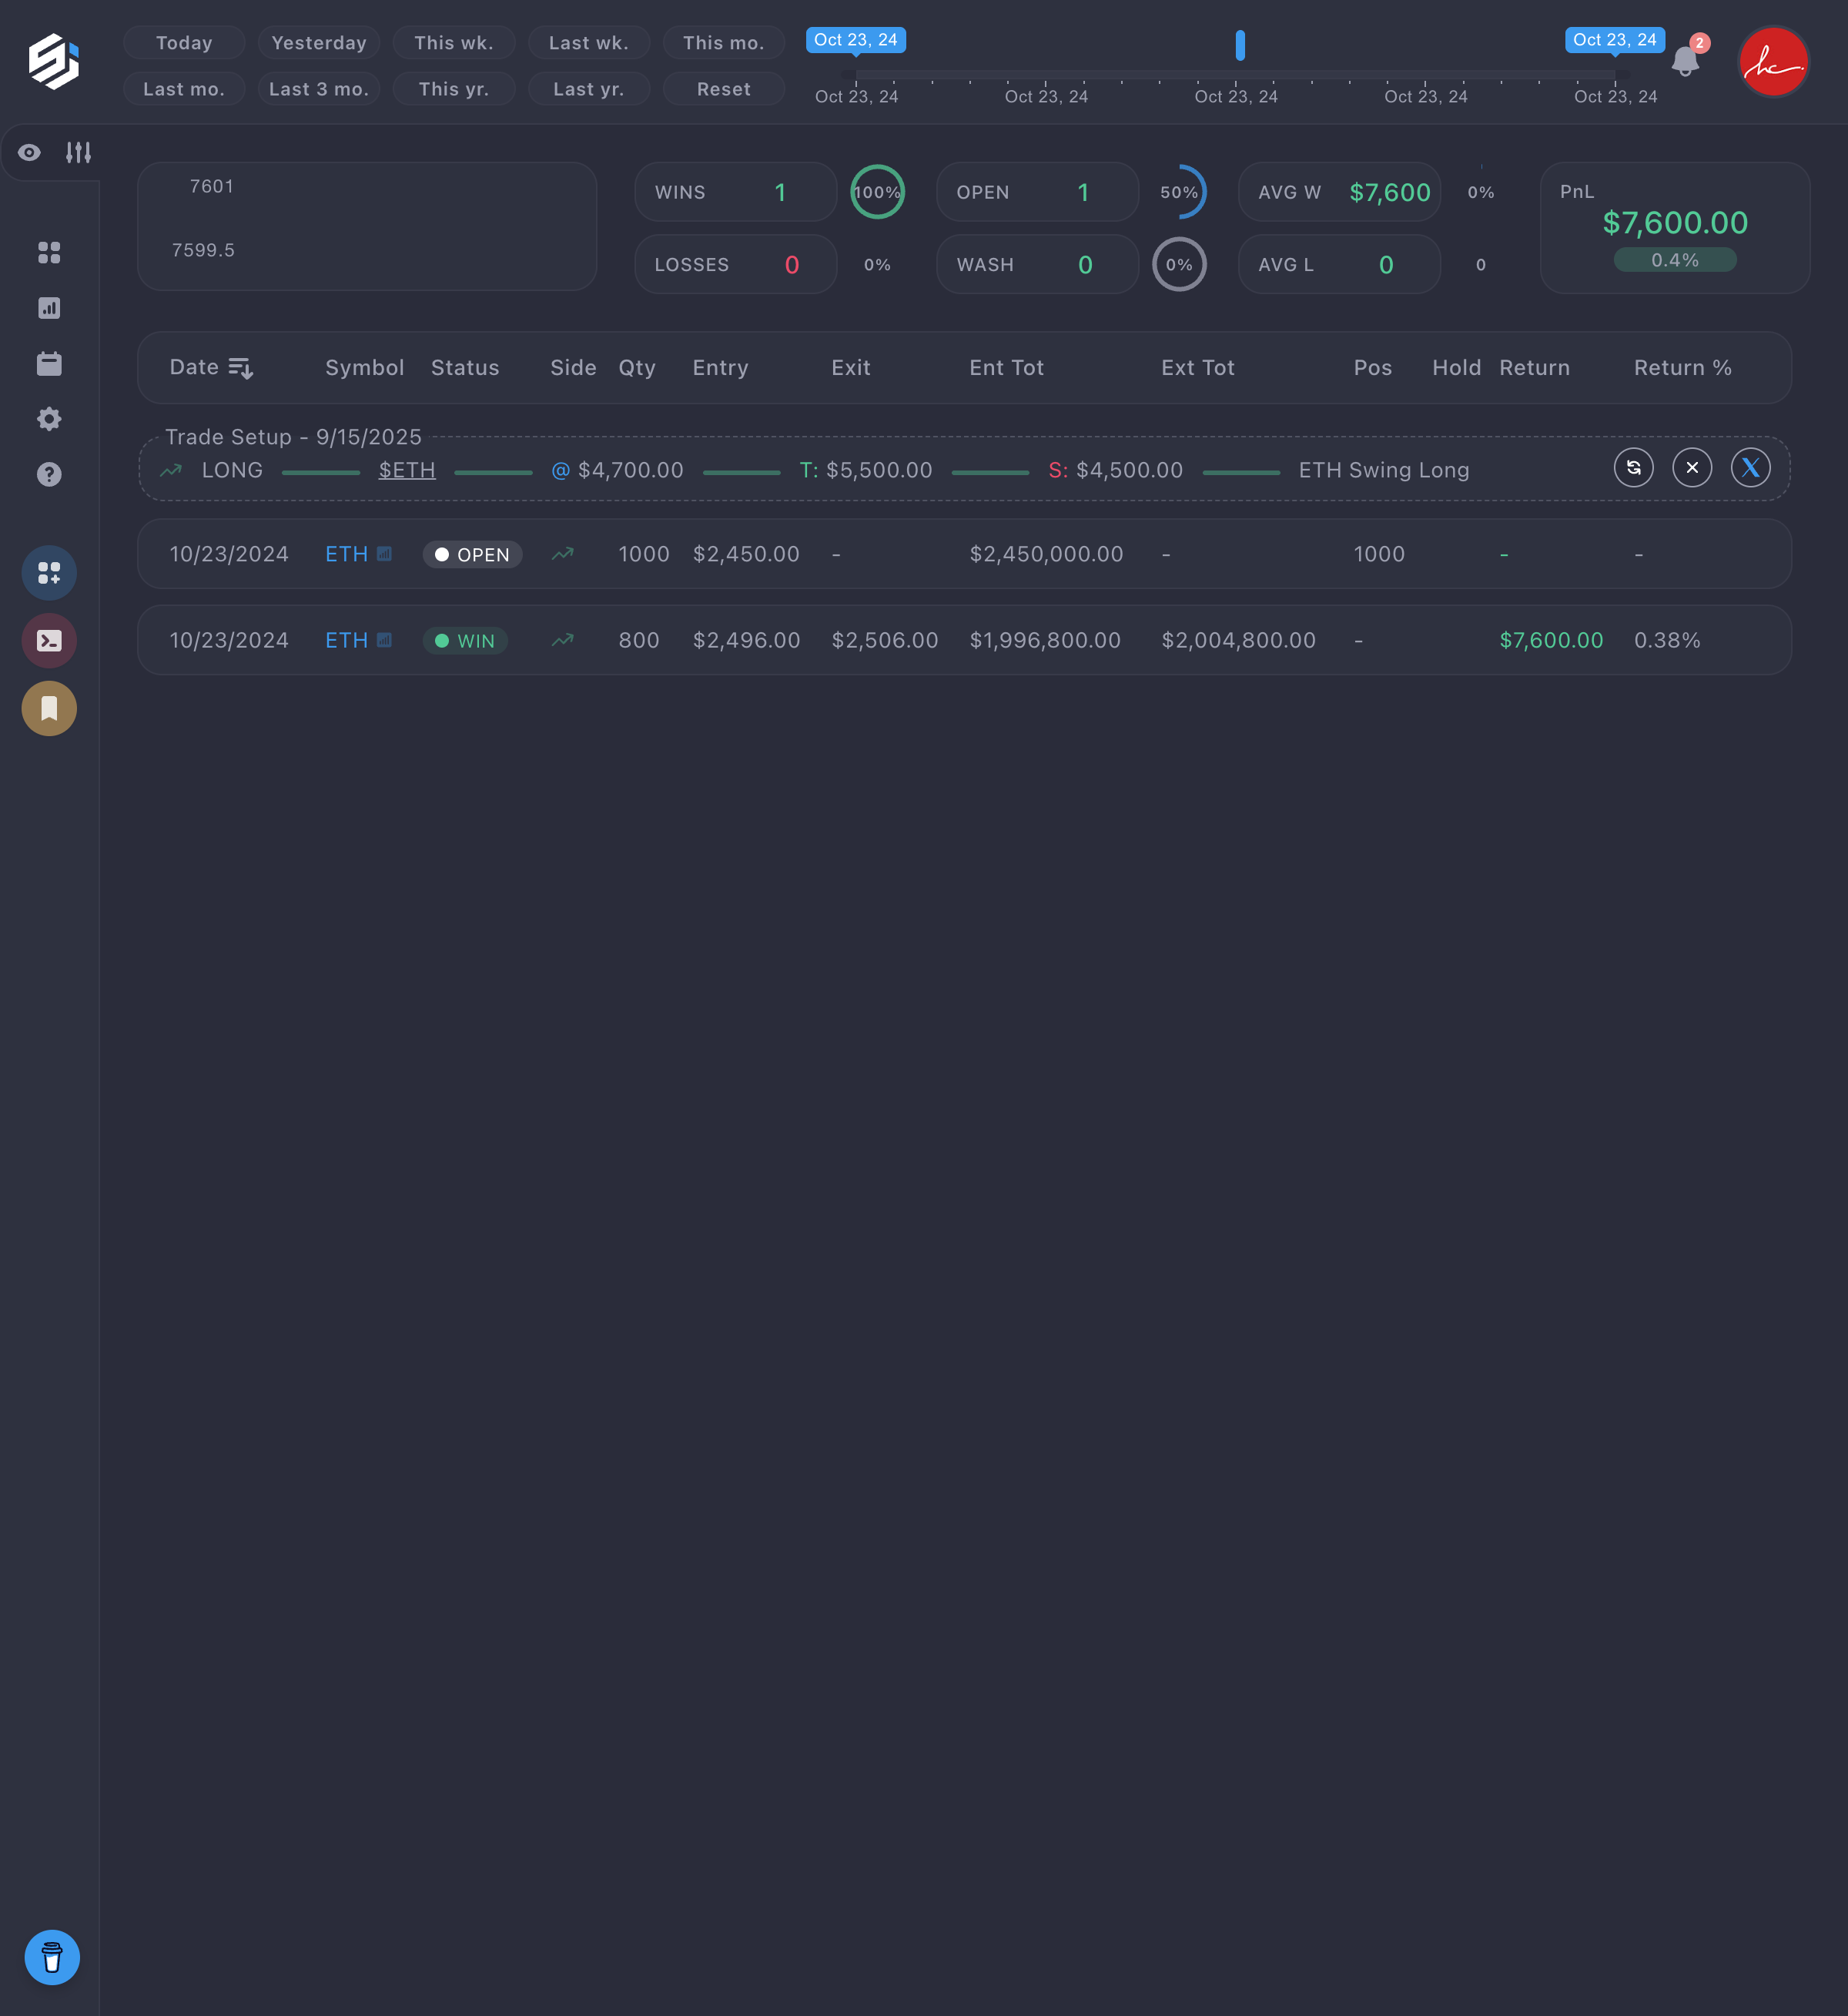 Today Yesterday This wk. Last wk. This mo.
Last mo. Last 3 mo. This yr. Last yr. Reset
Oct 23, 24 Oct 23, 24
Oct 23, 24 Oct 23, 24 Oct 23, 24 Oct 23, 24 Oct 23, 24
2
hc
7601
7599.5
WINS 1 100% OPEN 1 50% AVG W $7,600 0%
LOSSES 0 0% WASH 0 0% AVG L 0 0
PnL
$7,600.00
0.4%
Date Symbol Status Side Qty Entry Exit Ent Tot Ext Tot Pos Hold Return Return %
Trade Setup - 9/15/2025
LONG $ETH @ $4,700.00 T: $5,500.00 S: $4,500.00 ETH Swing Long X
10/23/2024 ETH OPEN 1000 $2,450.00 - $2,450,000.00 - 1000 - -
10/23/2024 ETH WIN 800 $2,496.00 $2,506.00 $1,996,800.00 $2,004,800.00 - $7,600.00 0.38%